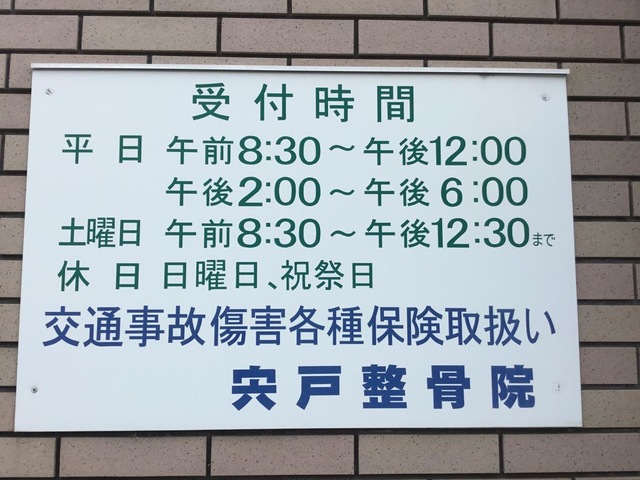 受付時間
平日 午前8:30～午後12:00
午後2:00～午後6:00
土曜日 午前8:30～午後12:30まで
休日 日曜日、祝祭日
交通事故傷害各種保険取扱い
宍戸整骨院